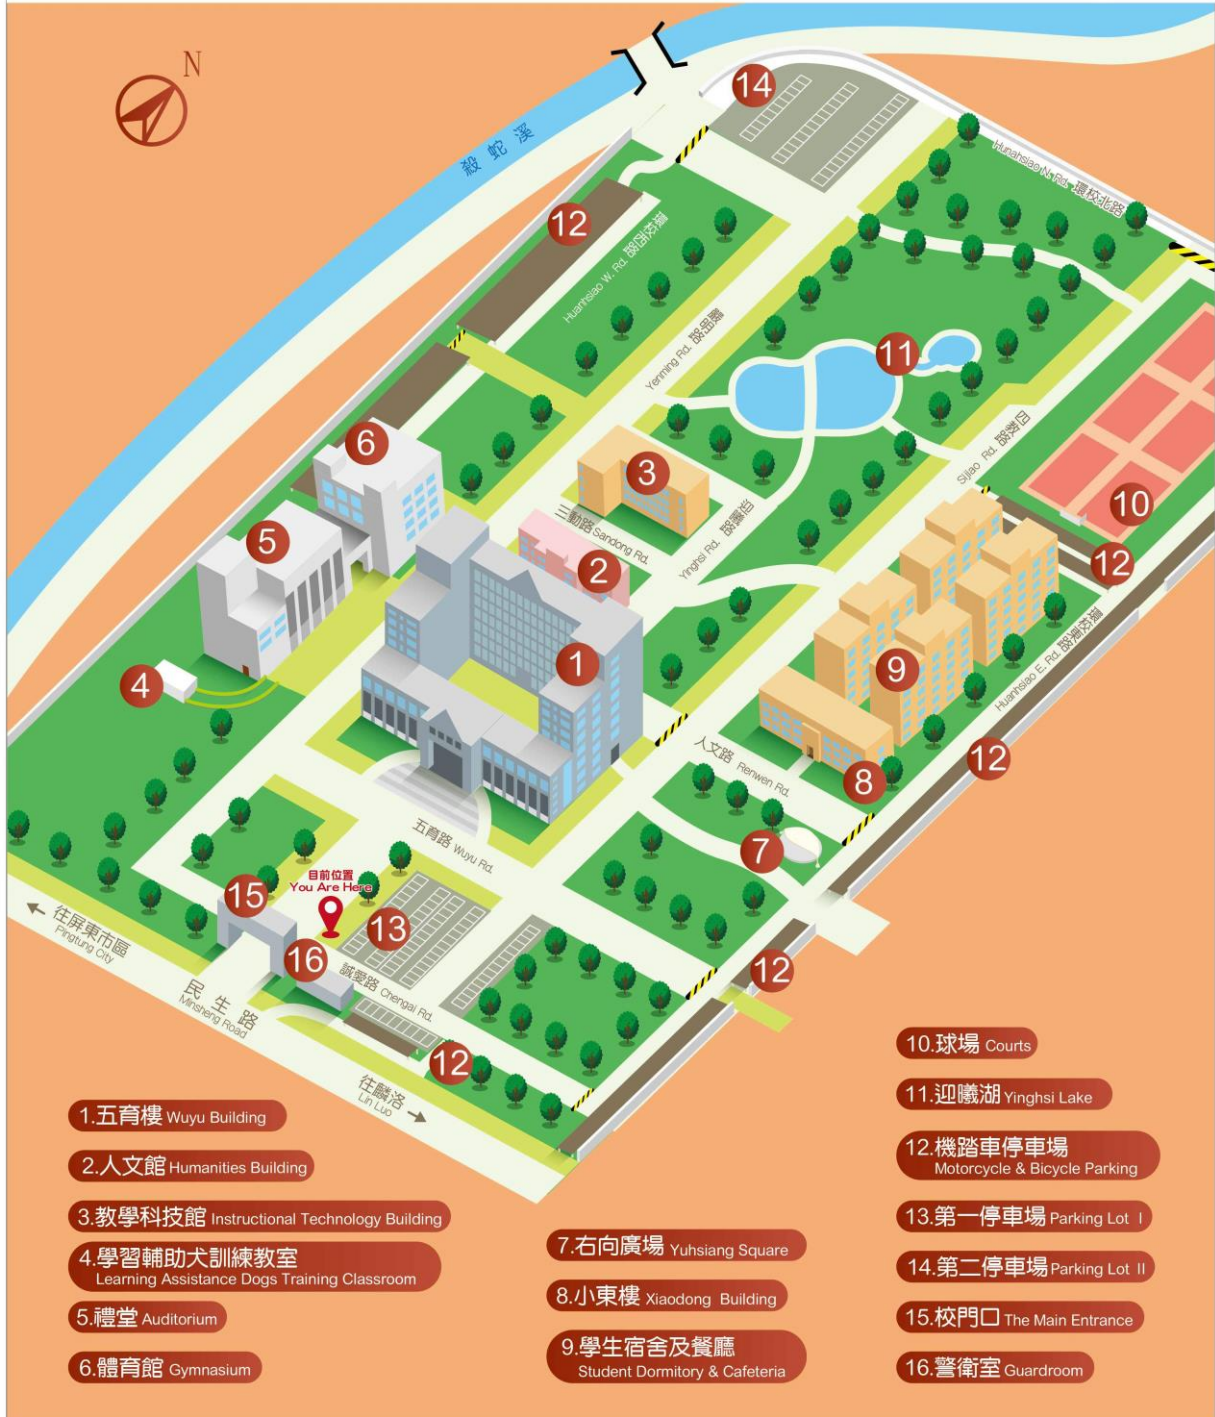 N
殺蛇溪
14
Hunahsiao N. Rd. 環校北路
12
環校西路
Huanhsiao W. Rd.
嚴明路
Yenming Rd.
11
四教路
Sijiao Rd.
6
3
10
三動路 Sandong Rd.
迎曦路
Yinghsi Rd.
5
2
12
環校東路
Huanhsiao E. Rd.
1
9
4
12
人文路 Renwen Rd.
8
五育路 Wuyu Rd.
7
目前位置
You Are Here
15
13
16
往屏東市區
Pingtung City
誠愛路 Chengai Rd.
12
民生路
Minsheng Road
12
往麟洛
Lin Luo
1.五育樓 Wuyu Building
2.人文館 Humanities Building
3.教學科技館 Instructional Technology Building
4.學習輔助犬訓練教室
Learning Assistance Dogs Training Classroom
5.禮堂 Auditorium
6.體育館 Gymnasium
7.右向廣場 Yuhsiang Square
8.小東樓 Xiaodong Building
9.學生宿舍及餐廳
Student Dormitory & Cafeteria
10.球場 Courts
11.迎曦湖 Yinghsi Lake
12.機踏車停車場
Motorcycle & Bicycle Parking
13.第一停車場 Parking Lot I
14.第二停車場 Parking Lot II
15.校門口 The Main Entrance
16.警衛室 Guardroom